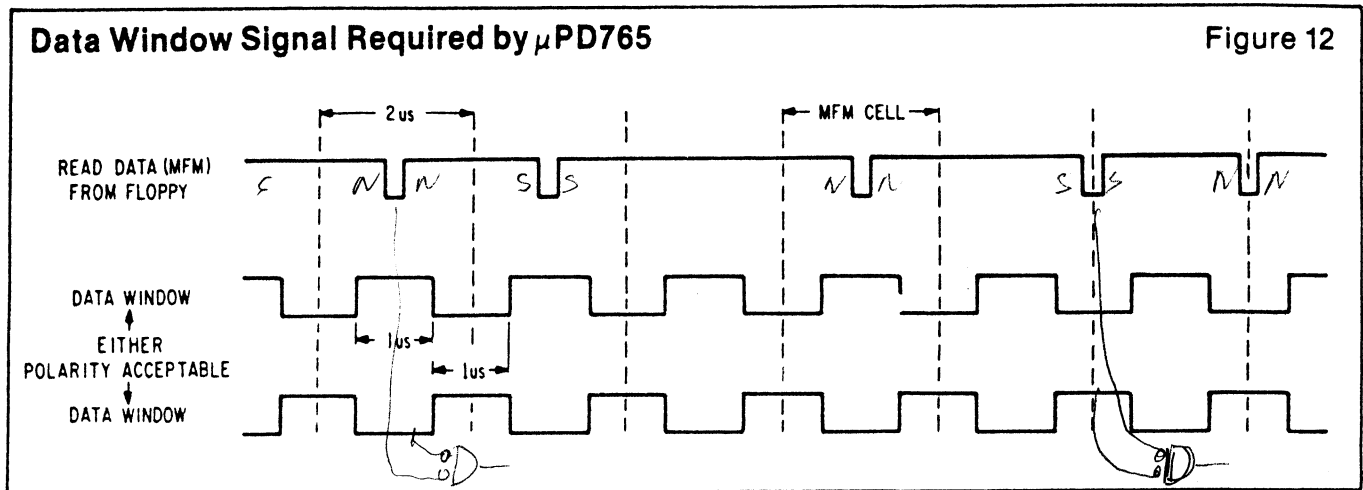 Data Window Signal Required by μPD765
Figure 12
2us
MFM CELL
READ DATA (MFM)
FROM FLOPPY
S N N S S N N S S N N
DATA WINDOW
1us
EITHER
POLARITY ACCEPTABLE
1us
DATA WINDOW